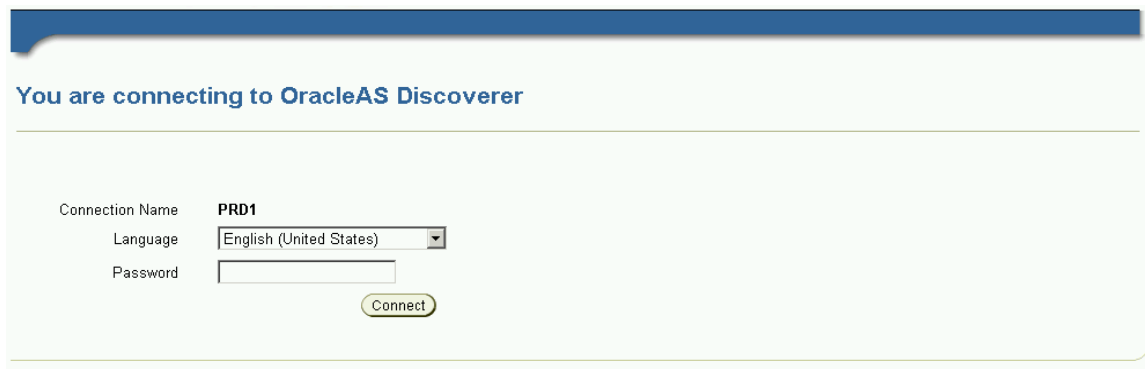 You are connecting to OracleAS Discoverer
Connection Name PRD1
Language English (United States)
Password
Connect